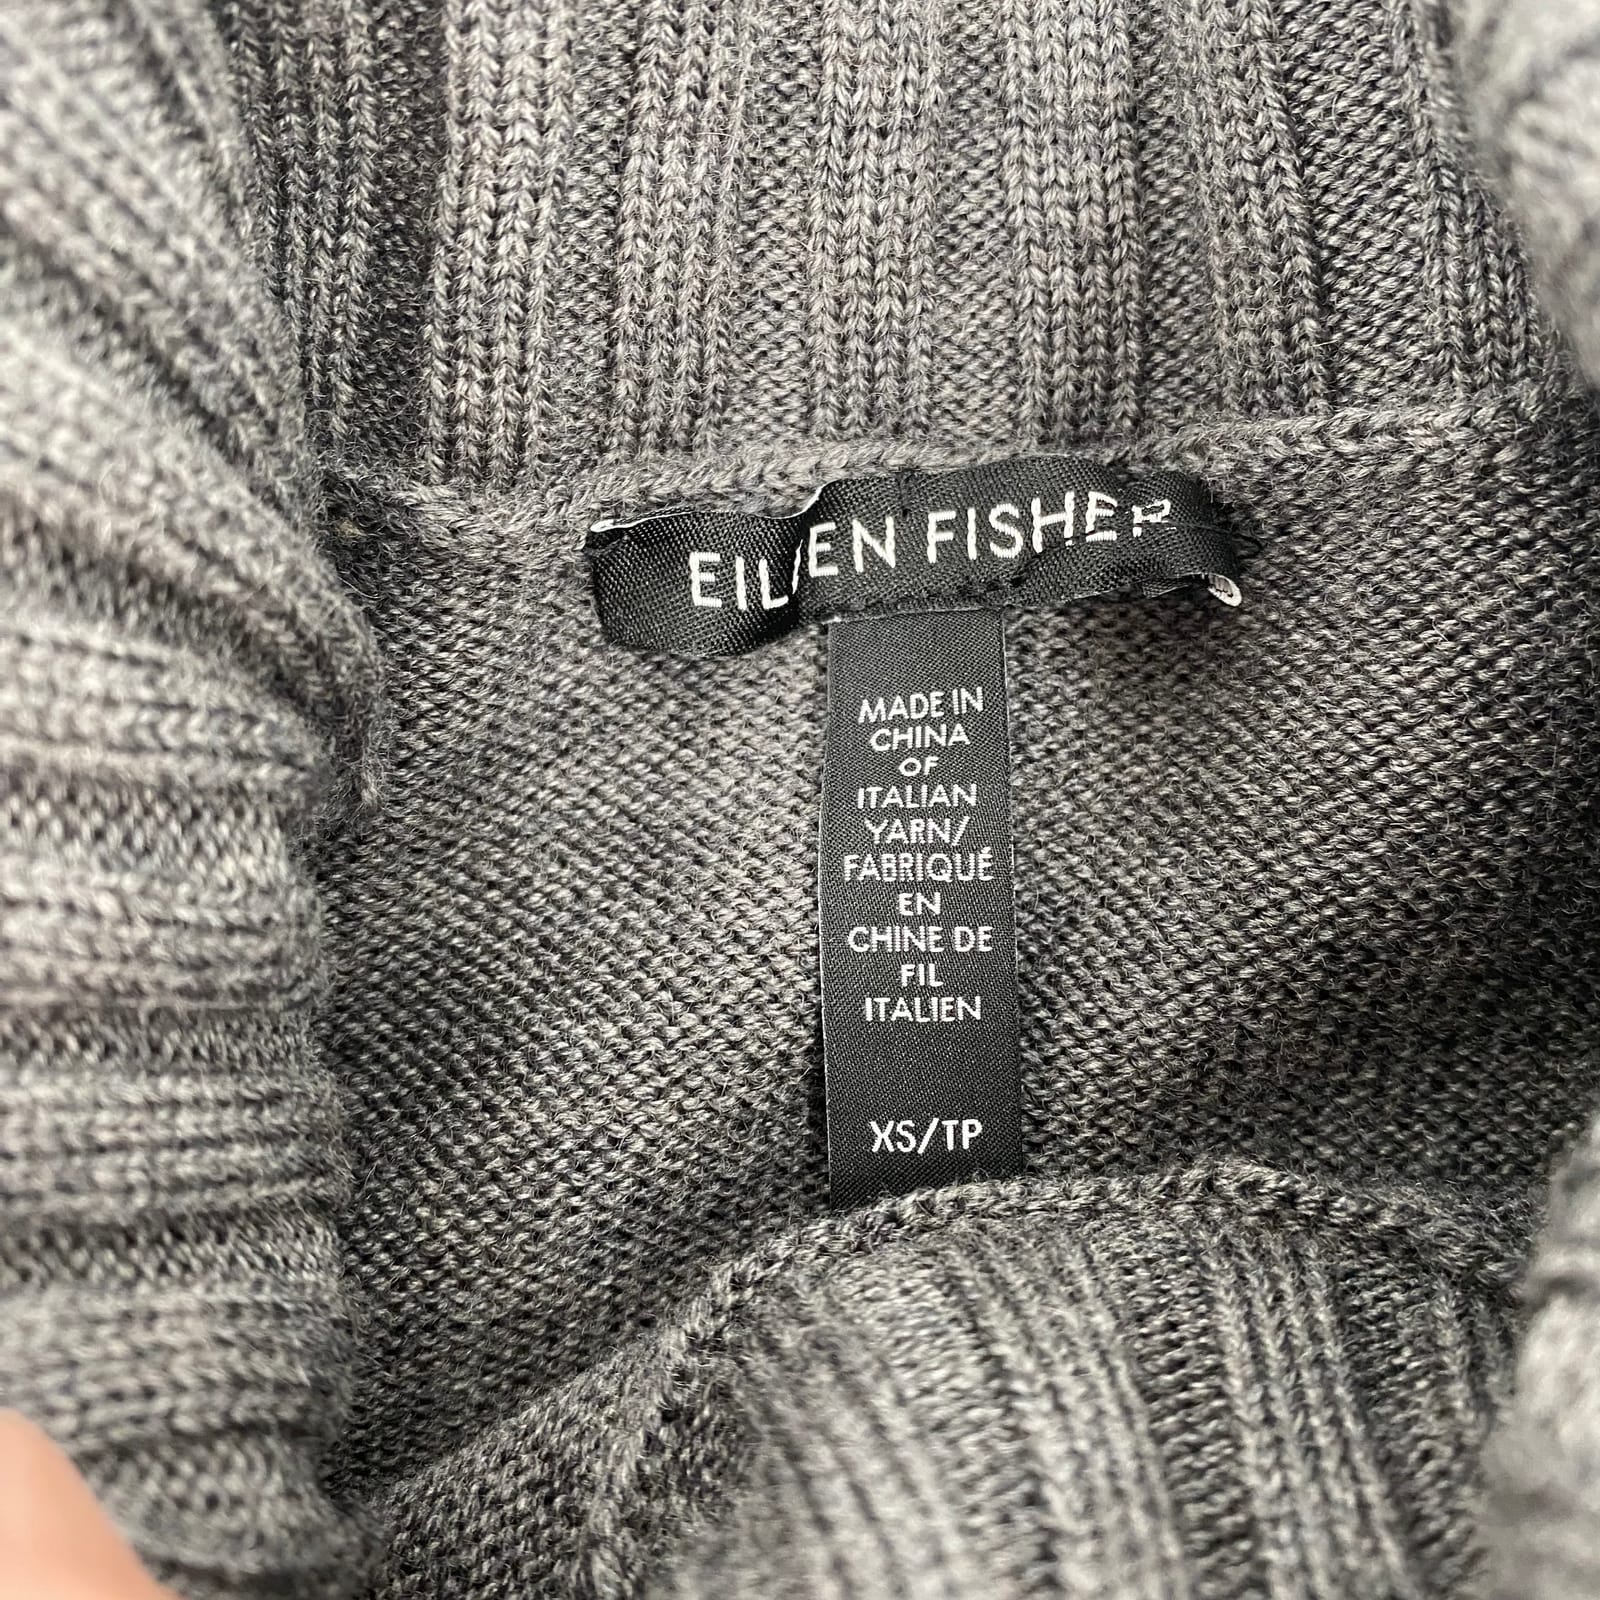 EILEEN FISHER
MADE IN
CHINA
OF
ITALIAN
YARN/
FABRIQUÉ
EN
CHINE DE
FIL
ITALIEN
XS/TP